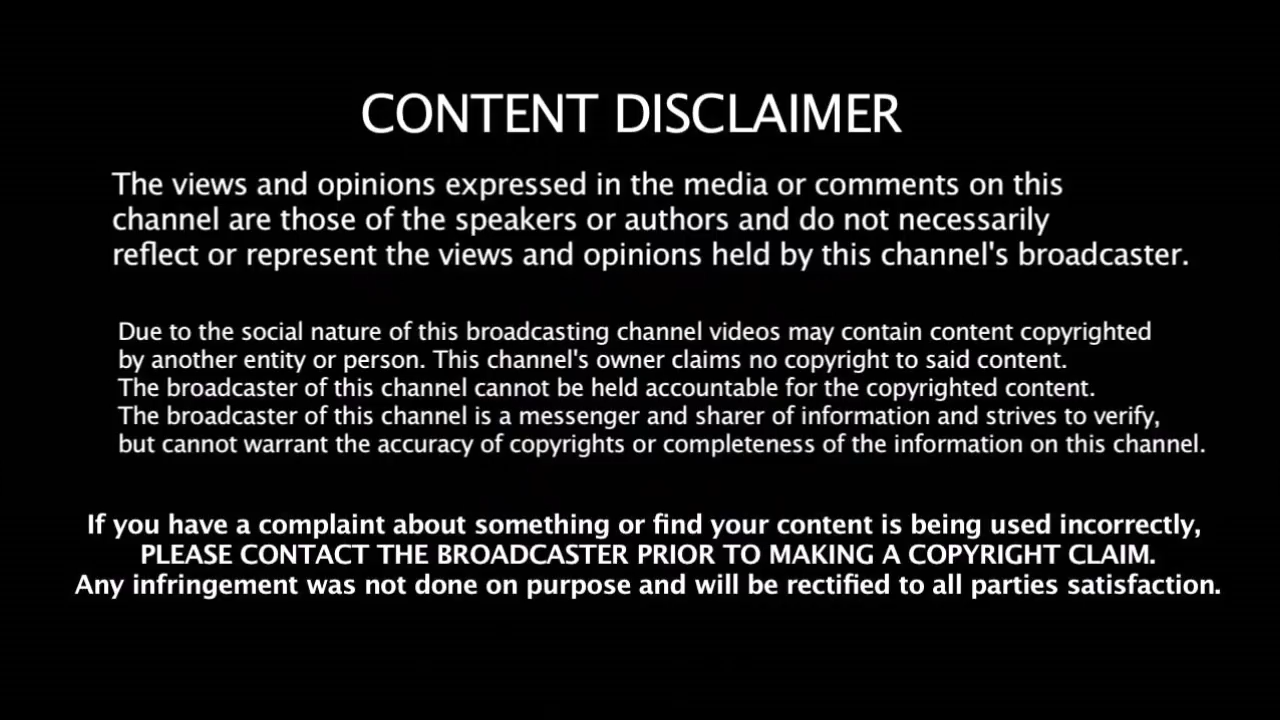 CONTENT DISCLAIMER
The views and opinions expressed in the media or comments on this
channel are those of the speakers or authors and do not necessarily
reflect or represent the views and opinions held by this channel's broadcaster.
Due to the social nature of this broadcasting channel videos may contain content copyrighted
by another entity or person. This channel's owner claims no copyright to said content.
The broadcaster of this channel cannot be held accountable for the copyrighted content.
The broadcaster of this channel is a messenger and sharer of information and strives to verify,
but cannot warrant the accuracy of copyrights or completeness of the information on this channel.
If you have a complaint about something or find your content is being used incorrectly,
PLEASE CONTACT THE BROADCASTER PRIOR TO MAKING A COPYRIGHT CLAIM.
Any infringement was not done on purpose and will be rectified to all parties satisfaction.